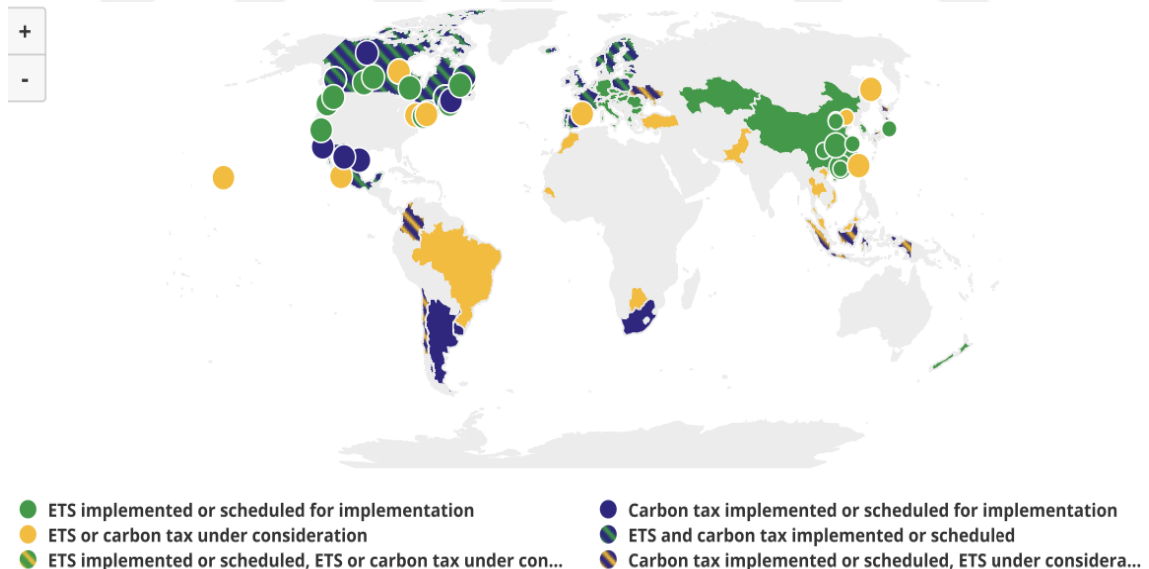 +
-
ETS implemented or scheduled for implementation
Carbon tax implemented or scheduled for implementation
ETS or carbon tax under consideration
ETS and carbon tax implemented or scheduled
ETS implemented or scheduled, ETS or carbon tax under con...
Carbon tax implemented or scheduled, ETS under considera...